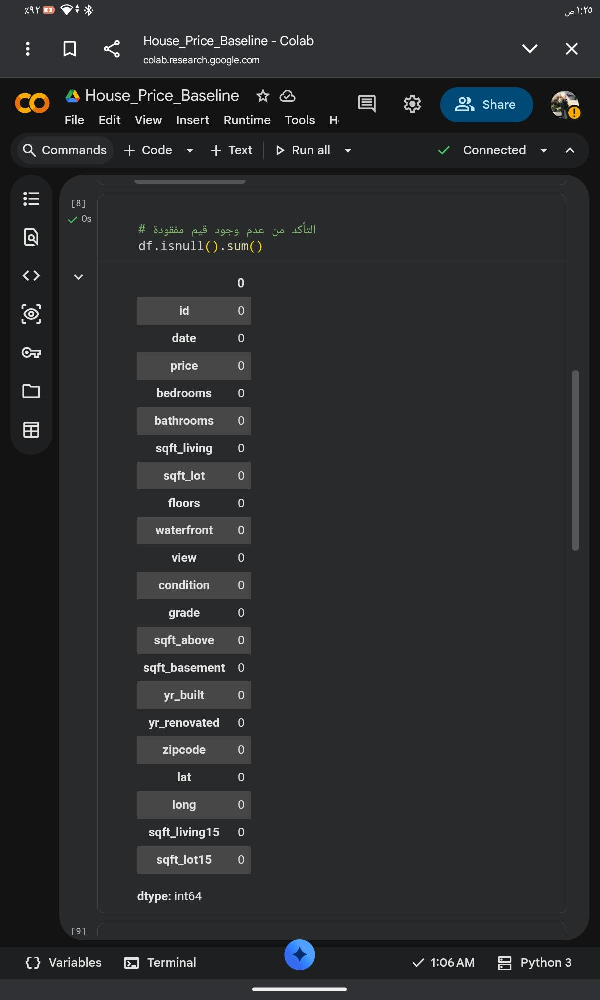 ٪٩٢
١:٢٥ ص
House_Price_Baseline - Colab
colab.research.google.com
House_Price_Baseline
File Edit View Insert Runtime Tools H
Share
Commands + Code + Text Run all Connected
[8]
0s
# التأكد من عدم وجود قيم مفقودة
df.isnull().sum()
0
id 0
date 0
price 0
bedrooms 0
bathrooms 0
sqft_living 0
sqft_lot 0
floors 0
waterfront 0
view 0
condition 0
grade 0
sqft_above 0
sqft_basement 0
yr_built 0
yr_renovated 0
zipcode 0
lat 0
long 0
sqft_living15 0
sqft_lot15 0
dtype: int64
[9]
Variables Terminal 1:06 AM Python 3